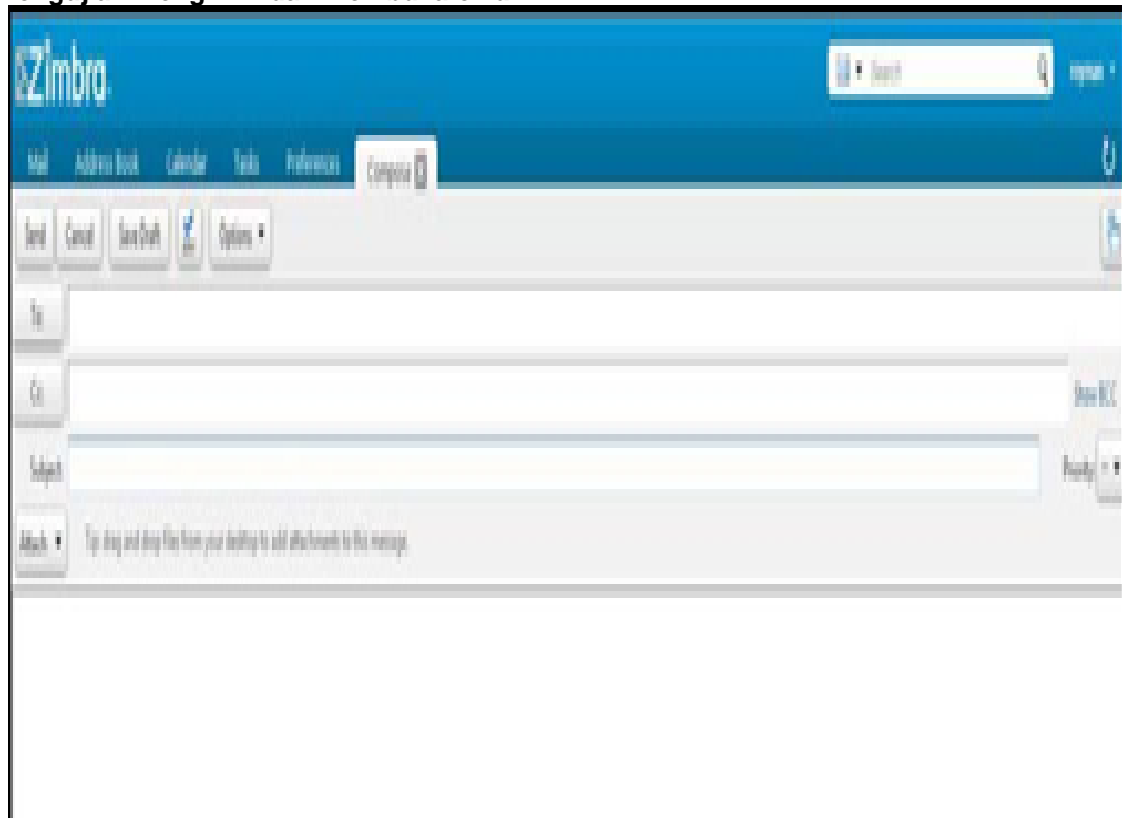 Zimbra
Search
Mail Address Book Calendar Tasks Preferences Compose
Send Cancel Save Draft Options
To
Cc
Show BCC
Subject
Priority
Attach
Tip: drag and drop files from your desktop to add attachments to this message.